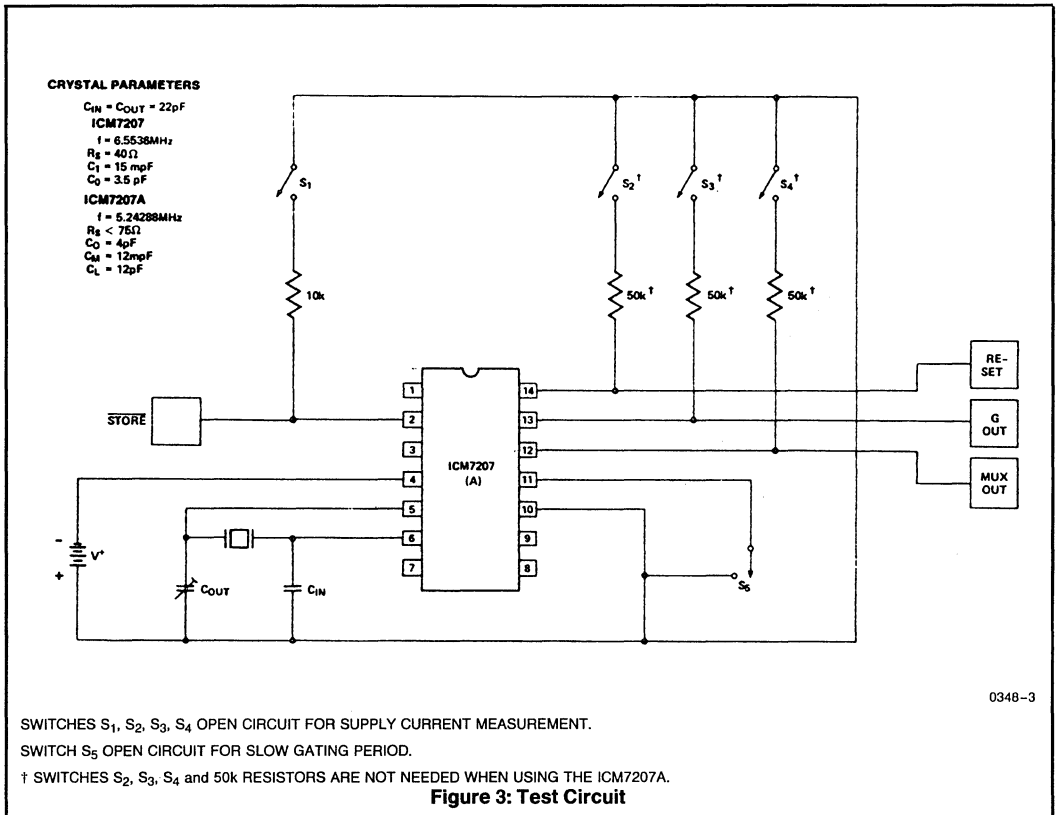 CRYSTAL PARAMETERS
C_IN = C_OUT = 22pF
ICM7207
f = 6.5538MHz
R_S = 40Ω
C_1 = 15 mpF
C_0 = 3.5 pF
ICM7207A
f = 5.24288MHz
R_S < 75Ω
C_O = 4pF
C_M = 12mpF
C_L = 12pF
S1
S2†
S3†
S4†
10k
50k†
50k†
50k†
STORE
1
2
3
4
5
6
7
ICM7207
(A)
14
13
12
11
10
9
8
RE-
SET
G
OUT
MUX
OUT
-
V+
+
C_OUT
C_IN
S5
0348-3
SWITCHES S1, S2, S3, S4 OPEN CIRCUIT FOR SUPPLY CURRENT MEASUREMENT.
SWITCH S5 OPEN CIRCUIT FOR SLOW GATING PERIOD.
† SWITCHES S2, S3, S4 and 50k RESISTORS ARE NOT NEEDED WHEN USING THE ICM7207A.
Figure 3: Test Circuit